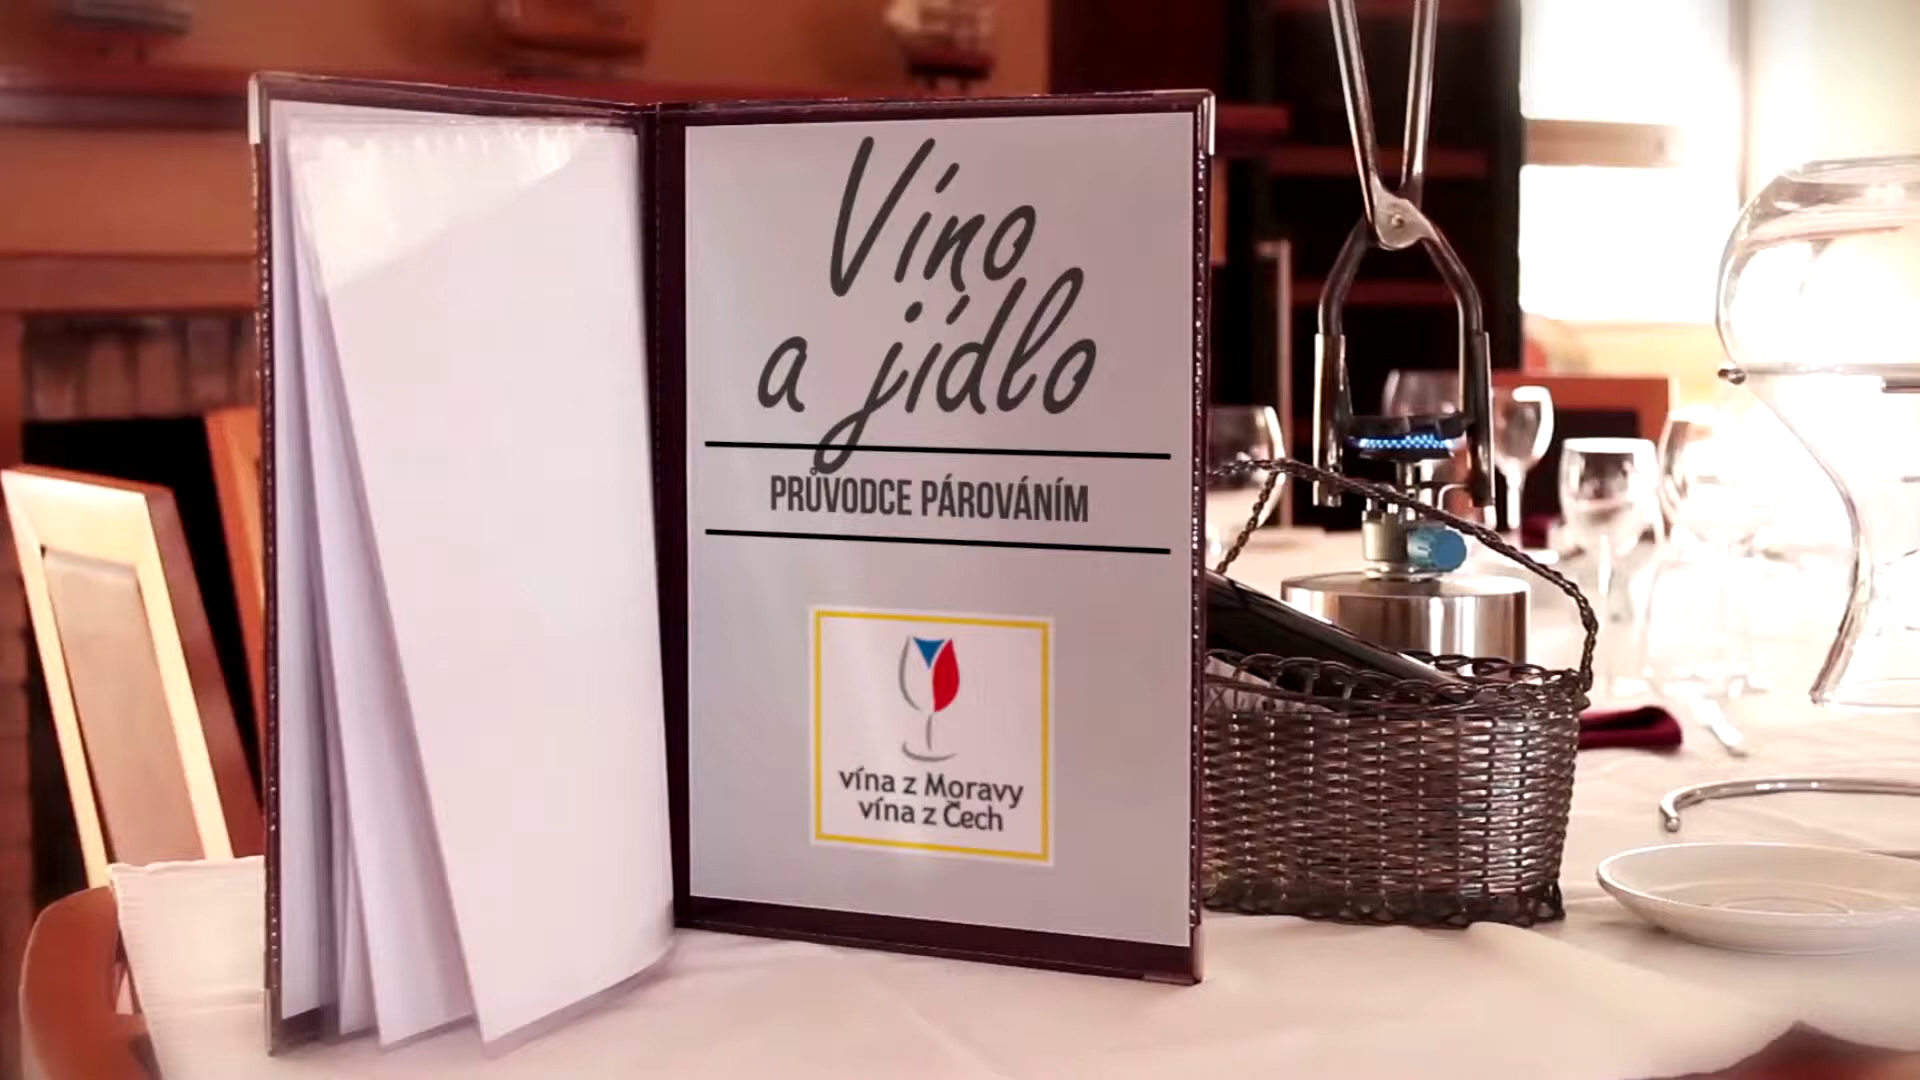 Víno
a jídlo
PRŮVODCE PÁROVÁNÍM
vína z Moravy
vína z Čech